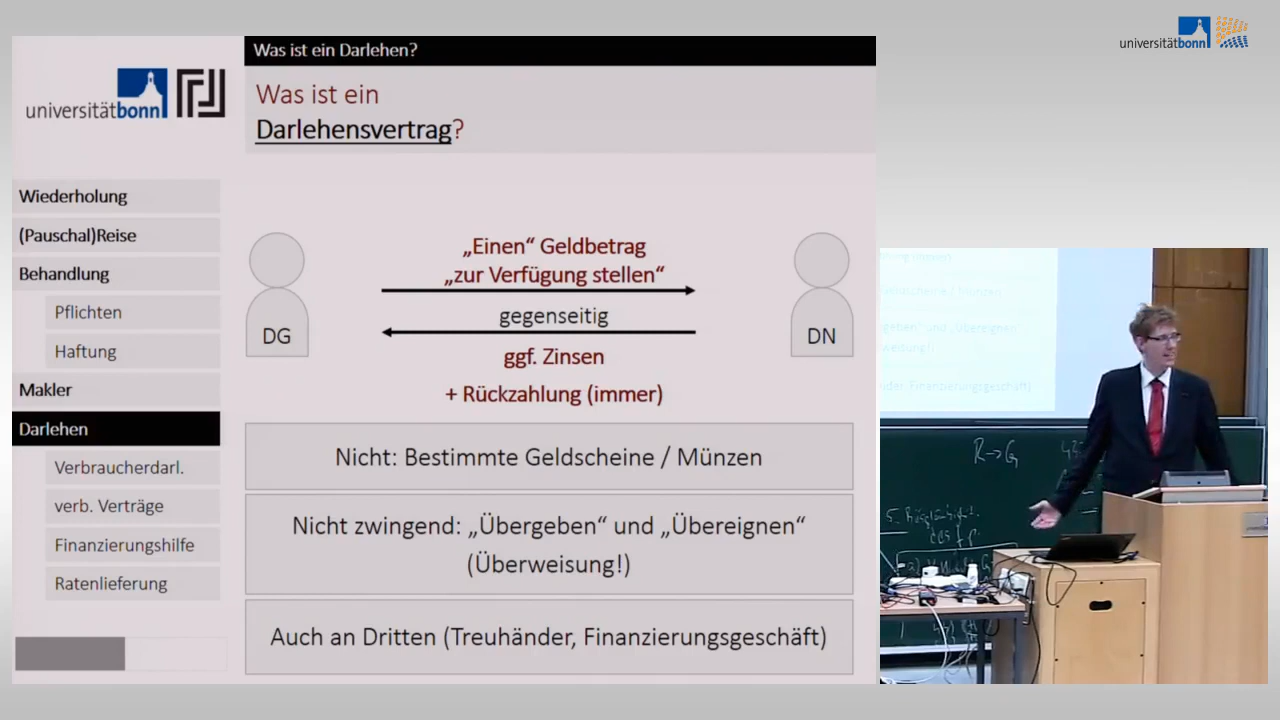 universitätbonn
Was ist ein Darlehen?
universitätbonn
Was ist ein
Darlehensvertrag?
Wiederholung
(Pauschal)Reise
Behandlung
Pflichten
Haftung
Makler
Darlehen
Verbraucherdarl.
verb. Verträge
Finanzierungshilfe
Ratenlieferung
„Einen“ Geldbetrag
„zur Verfügung stellen“
gegenseitig
ggf. Zinsen
+ Rückzahlung (immer)
DG
DN
Nicht: Bestimmte Geldscheine / Münzen
Nicht zwingend: „Übergeben“ und „Übereignen“
(Überweisung!)
Auch an Dritten (Treuhänder, Finanzierungsgeschäft)
R→G